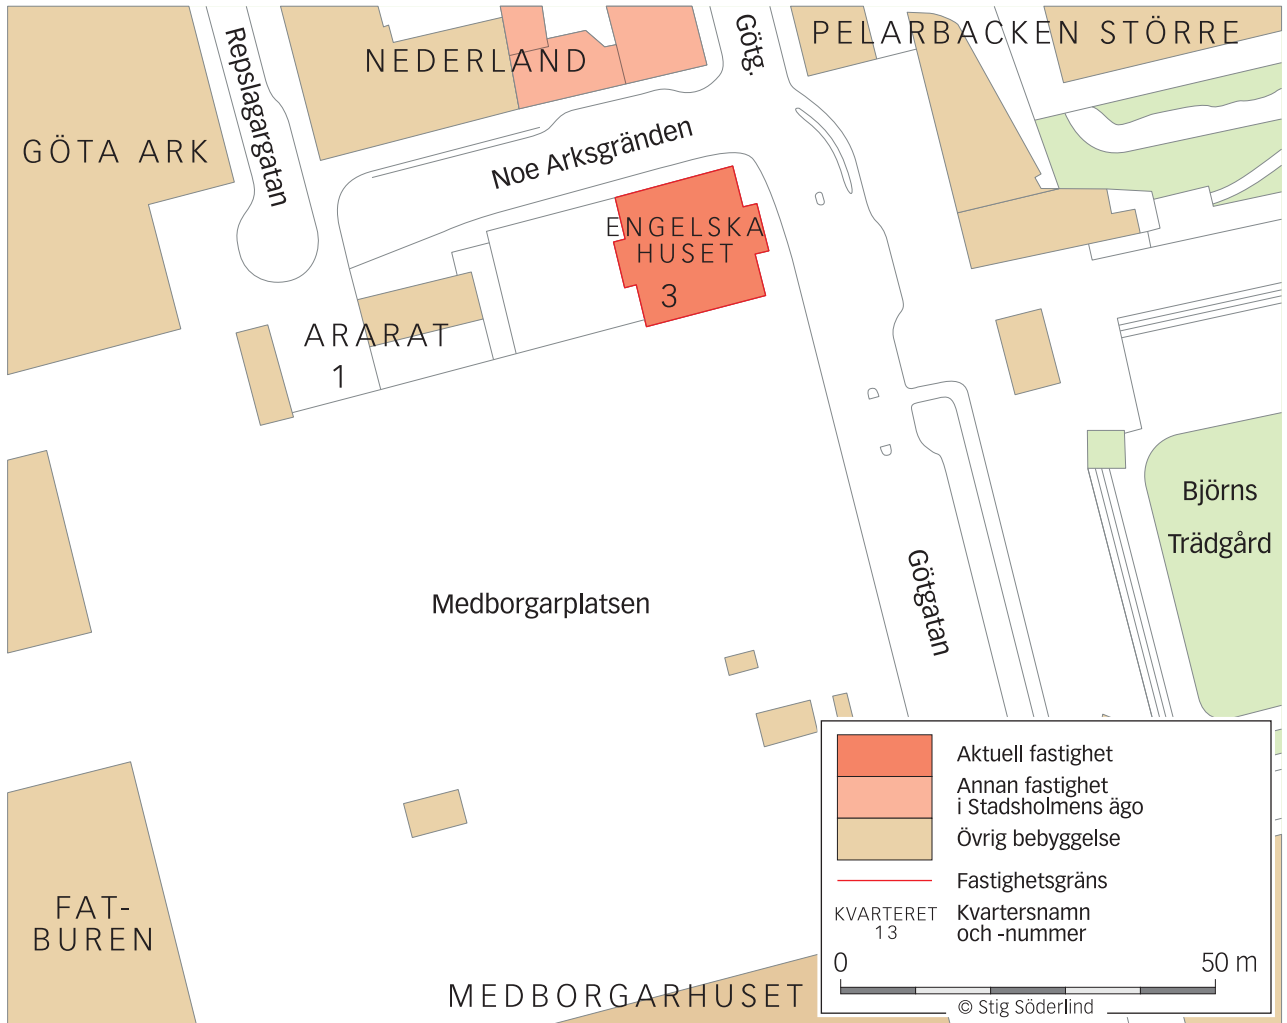 PELARBACKEN STÖRRE
NEDERLAND
Götg.
Repslagargatan
GÖTA ARK
Noe Arksgränden
ENGELSKA
HUSET
3
ARARAT
1
Björns
Trädgård
Medborgarplatsen
Götgatan
FAT-
BUREN
MEDBORGARHUSET
Aktuell fastighet
Annan fastighet
i Stadsholmens ägo
Övrig bebyggelse
Fastighetsgräns
KVARTERET
13
Kvartersnamn
och -nummer
0 50 m
© Stig Söderlind